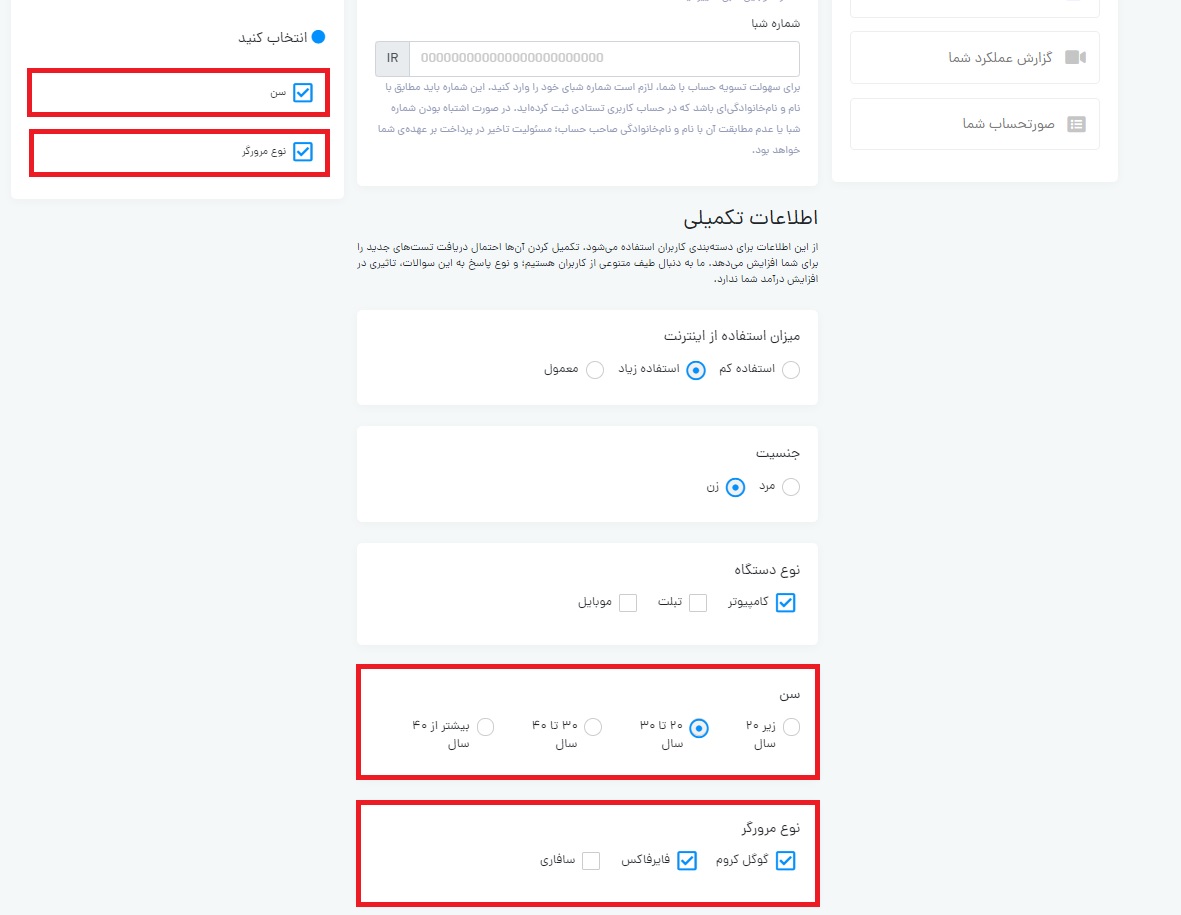 گزارش عملکرد شما
صورتحساب شما
شماره شبا
IR
000000000000000000000000
برای سهولت تسویه حساب با شما، لازم است شماره شبای خود را وارد کنید. این شماره باید مطابق با
نام و نام‌خانوادگی‌ای باشد که در حساب کاربری تستادی ثبت کرده‌اید. در صورت اشتباه بودن شماره
شبا یا عدم مطابقت آن با نام و نام‌خانوادگی صاحب حساب؛ مسئولیت تاخیر در پرداخت بر عهده‌ی شما
خواهد بود.
اطلاعات تکمیلی
از این اطلاعات برای دسته‌بندی کاربران استفاده می‌شود. تکمیل کردن آن‌ها احتمال دریافت تست‌های جدید را
برای شما افزایش می‌دهد. ما به دنبال طیف متنوعی از کاربران هستیم؛ و نوع پاسخ به این سوالات، تاثیری در
افزایش درآمد شما ندارد.
میزان استفاده از اینترنت
استفاده کم استفاده زیاد معمول
جنسیت
مرد زن
نوع دستگاه
کامپیوتر تبلت موبایل
سن
زیر ۲۰ سال
۲۰ تا ۳۰ سال
۳۰ تا ۴۰ سال
بیشتر از ۴۰ سال
نوع مرورگر
گوگل کروم فایرفاکس سافاری
انتخاب کنید
سن
نوع مرورگر